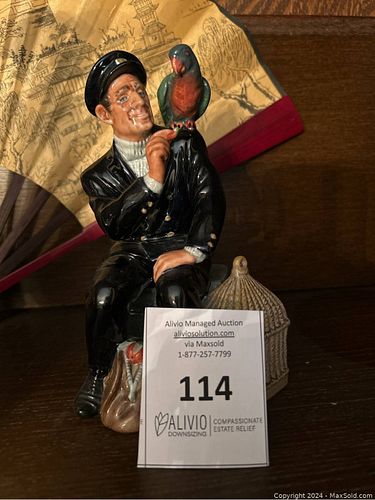 Alivio Managed Auction
aliviosolution.com
via Maxsold
1-877-257-7799
114
ALIVIO
DOWNSIZING
COMPASSIONATE
ESTATE RELIEF
Copyright 2024 - MaxSold.com